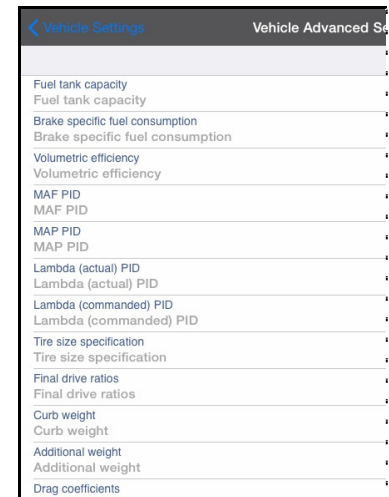 Vehicle Settings Vehicle Advanced Se
Fuel tank capacity
Fuel tank capacity
Brake specific fuel consumption
Brake specific fuel consumption
Volumetric efficiency
Volumetric efficiency
MAF PID
MAF PID
MAP PID
MAP PID
Lambda (actual) PID
Lambda (actual) PID
Lambda (commanded) PID
Lambda (commanded) PID
Tire size specification
Tire size specification
Final drive ratios
Final drive ratios
Curb weight
Curb weight
Additional weight
Additional weight
Drag coefficients